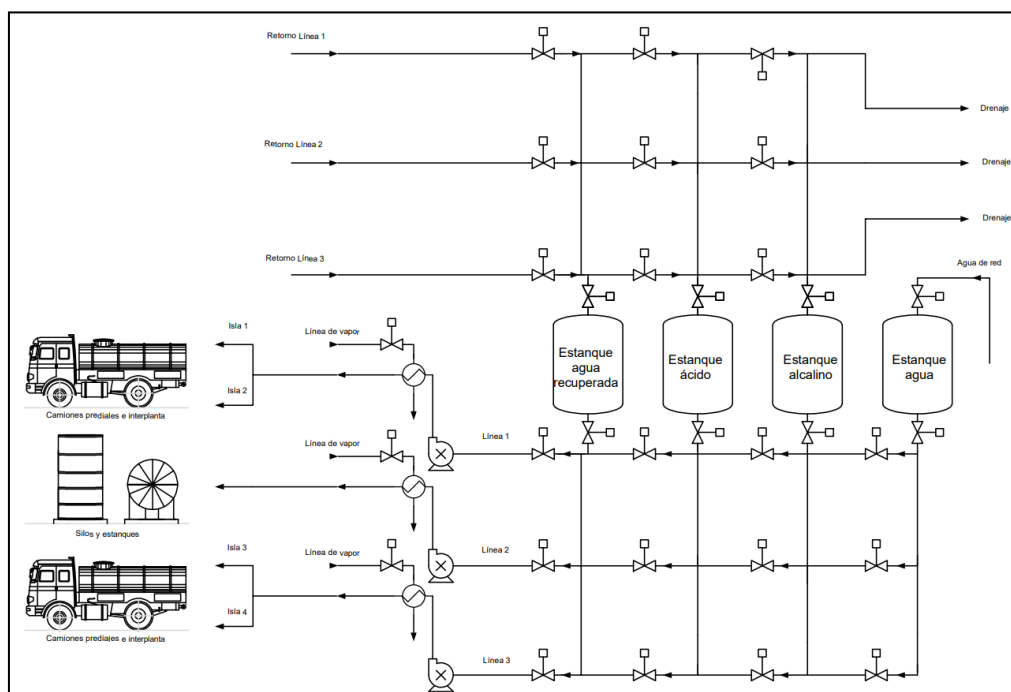 Retorno Línea 1
Drenaje
Retorno Línea 2
Drenaje
Drenaje
Retorno Línea 3
Agua de red
Isla 1
Línea de vapor
Estanque
agua
recuperada
Estanque
ácido
Estanque
alcalino
Estanque
agua
Isla 2
Camiones prediales e interplanta
Línea de vapor
Línea 1
Silos y estanques
Isla 3
Línea de vapor
Línea 2
Isla 4
Camiones prediales e interplanta
Línea 3